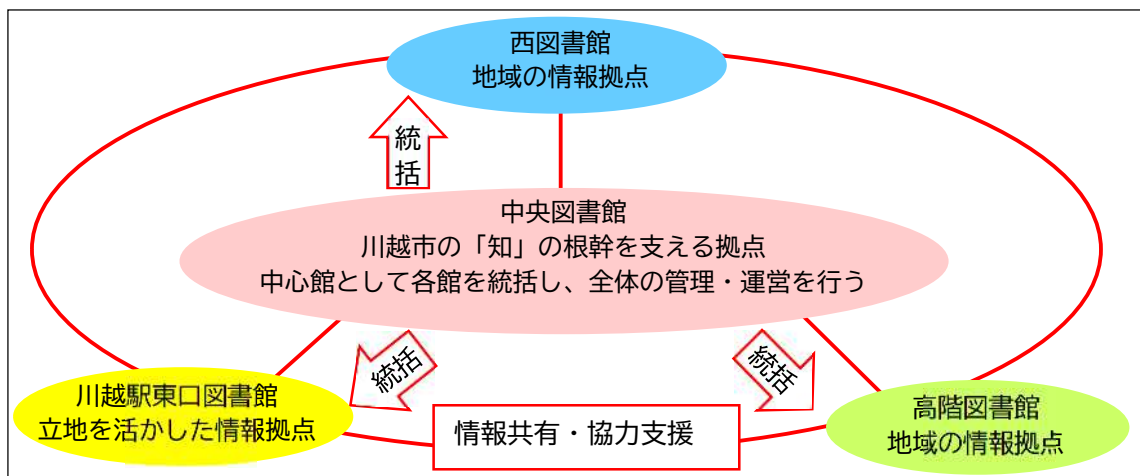 西図書館
地域の情報拠点
統
括
中央図書館
川越市の「知」の根幹を支える拠点
中心館として各館を統括し、全体の管理・運営を行う
統括
統括
川越駅東口図書館
立地を活かした情報拠点
情報共有・協力支援
高階図書館
地域の情報拠点